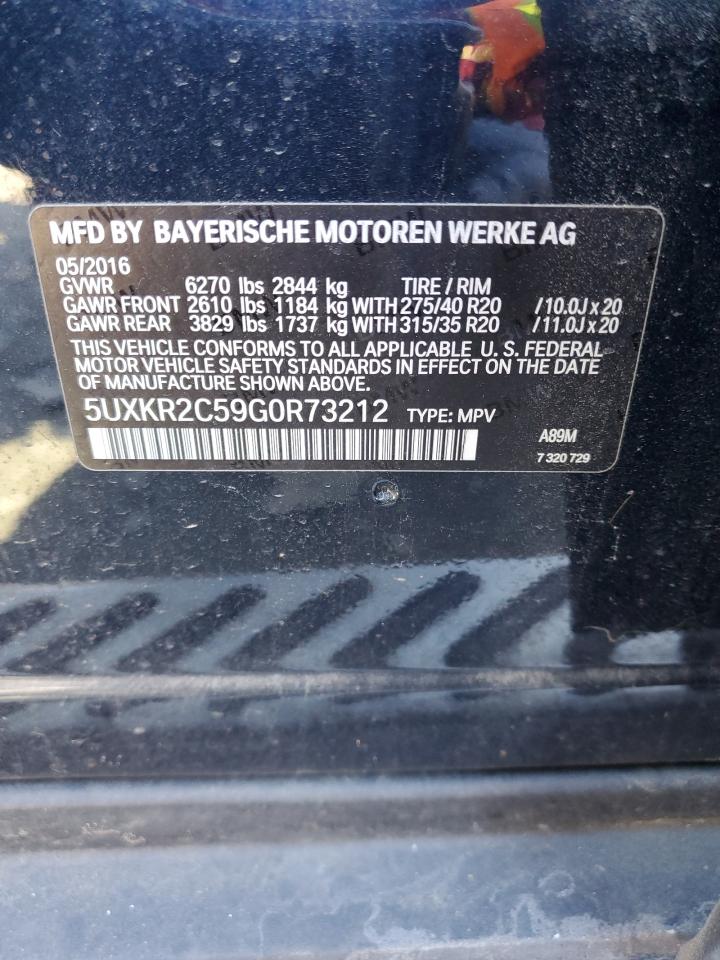 MFD BY BAYERISCHE MOTOREN WERKE AG
05/2016
GVWR 6270 lbs 2844 kg TIRE / RIM
GAWR FRONT 2610 lbs 1184 kg WITH 275/40 R20 /10.0J x 20
GAWR REAR 3829 lbs 1737 kg WITH 315/35 R20 /11.0J x 20
THIS VEHICLE CONFORMS TO ALL APPLICABLE U. S. FEDERAL
MOTOR VEHICLE SAFETY STANDARDS IN EFFECT ON THE DATE
OF MANUFACTURE SHOWN ABOVE.
5UXKR2C59G0R73212 TYPE: MPV
A89M
7 320 729